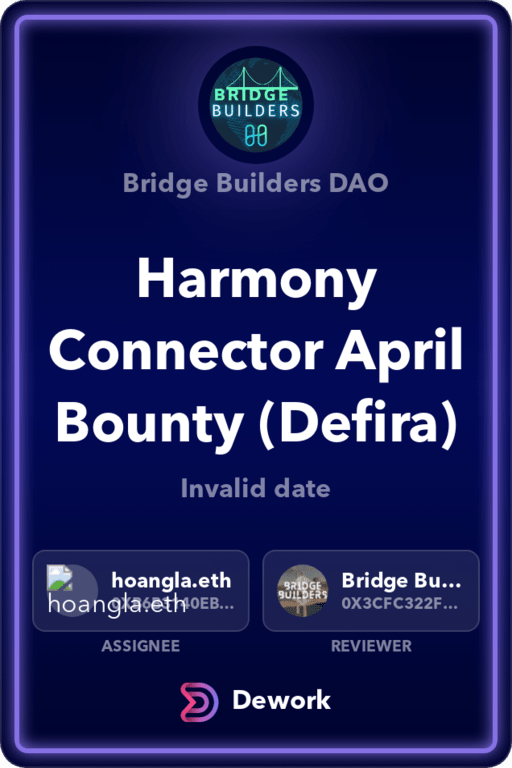 BRIDGE
BUILDERS
Bridge Builders DAO
Harmony
Connector April
Bounty (Defira)
Invalid date
hoangla.eth
hoangla.eth
ASSIGNEE
BRIDGE
BUILDERS
Bridge Bu...
0X3CFC322F...
REVIEWER
Dework